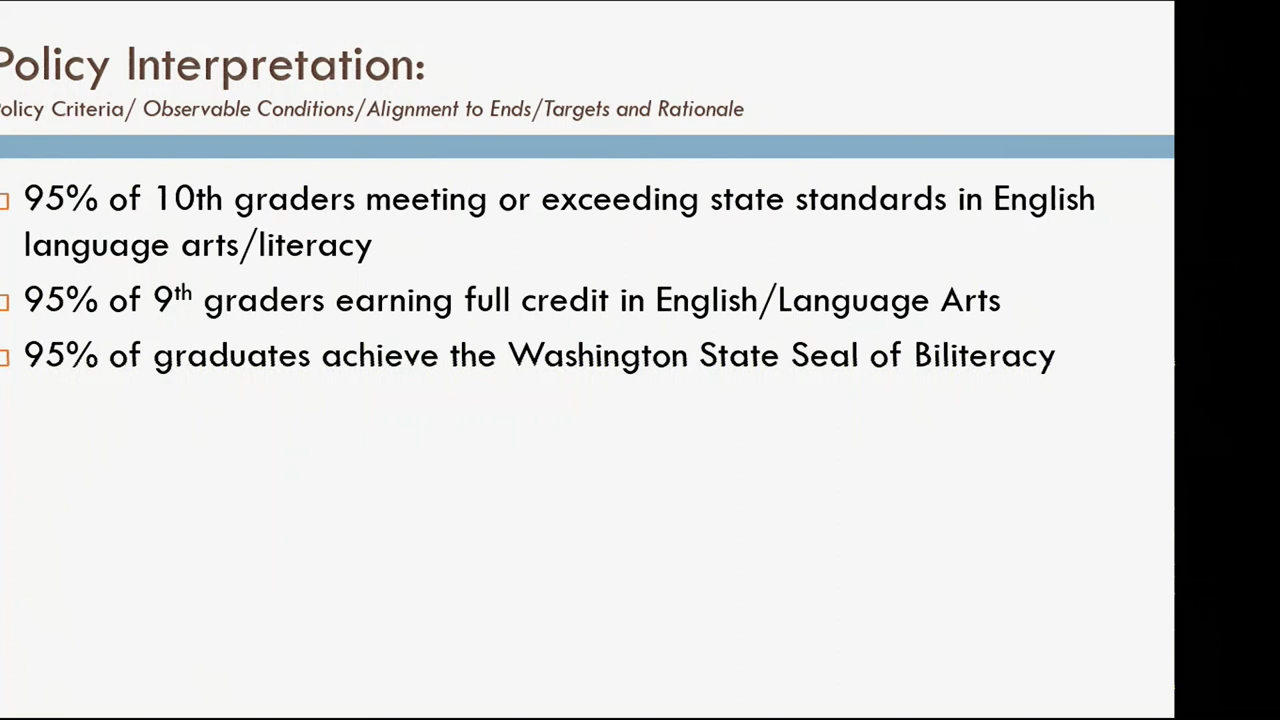 Policy Interpretation:
olicy Criteria/ Observable Conditions/Alignment to Ends/Targets and Rationale
95% of 10th graders meeting or exceeding state standards in English
language arts/literacy
95% of 9th graders earning full credit in English/Language Arts
95% of graduates achieve the Washington State Seal of Biliteracy